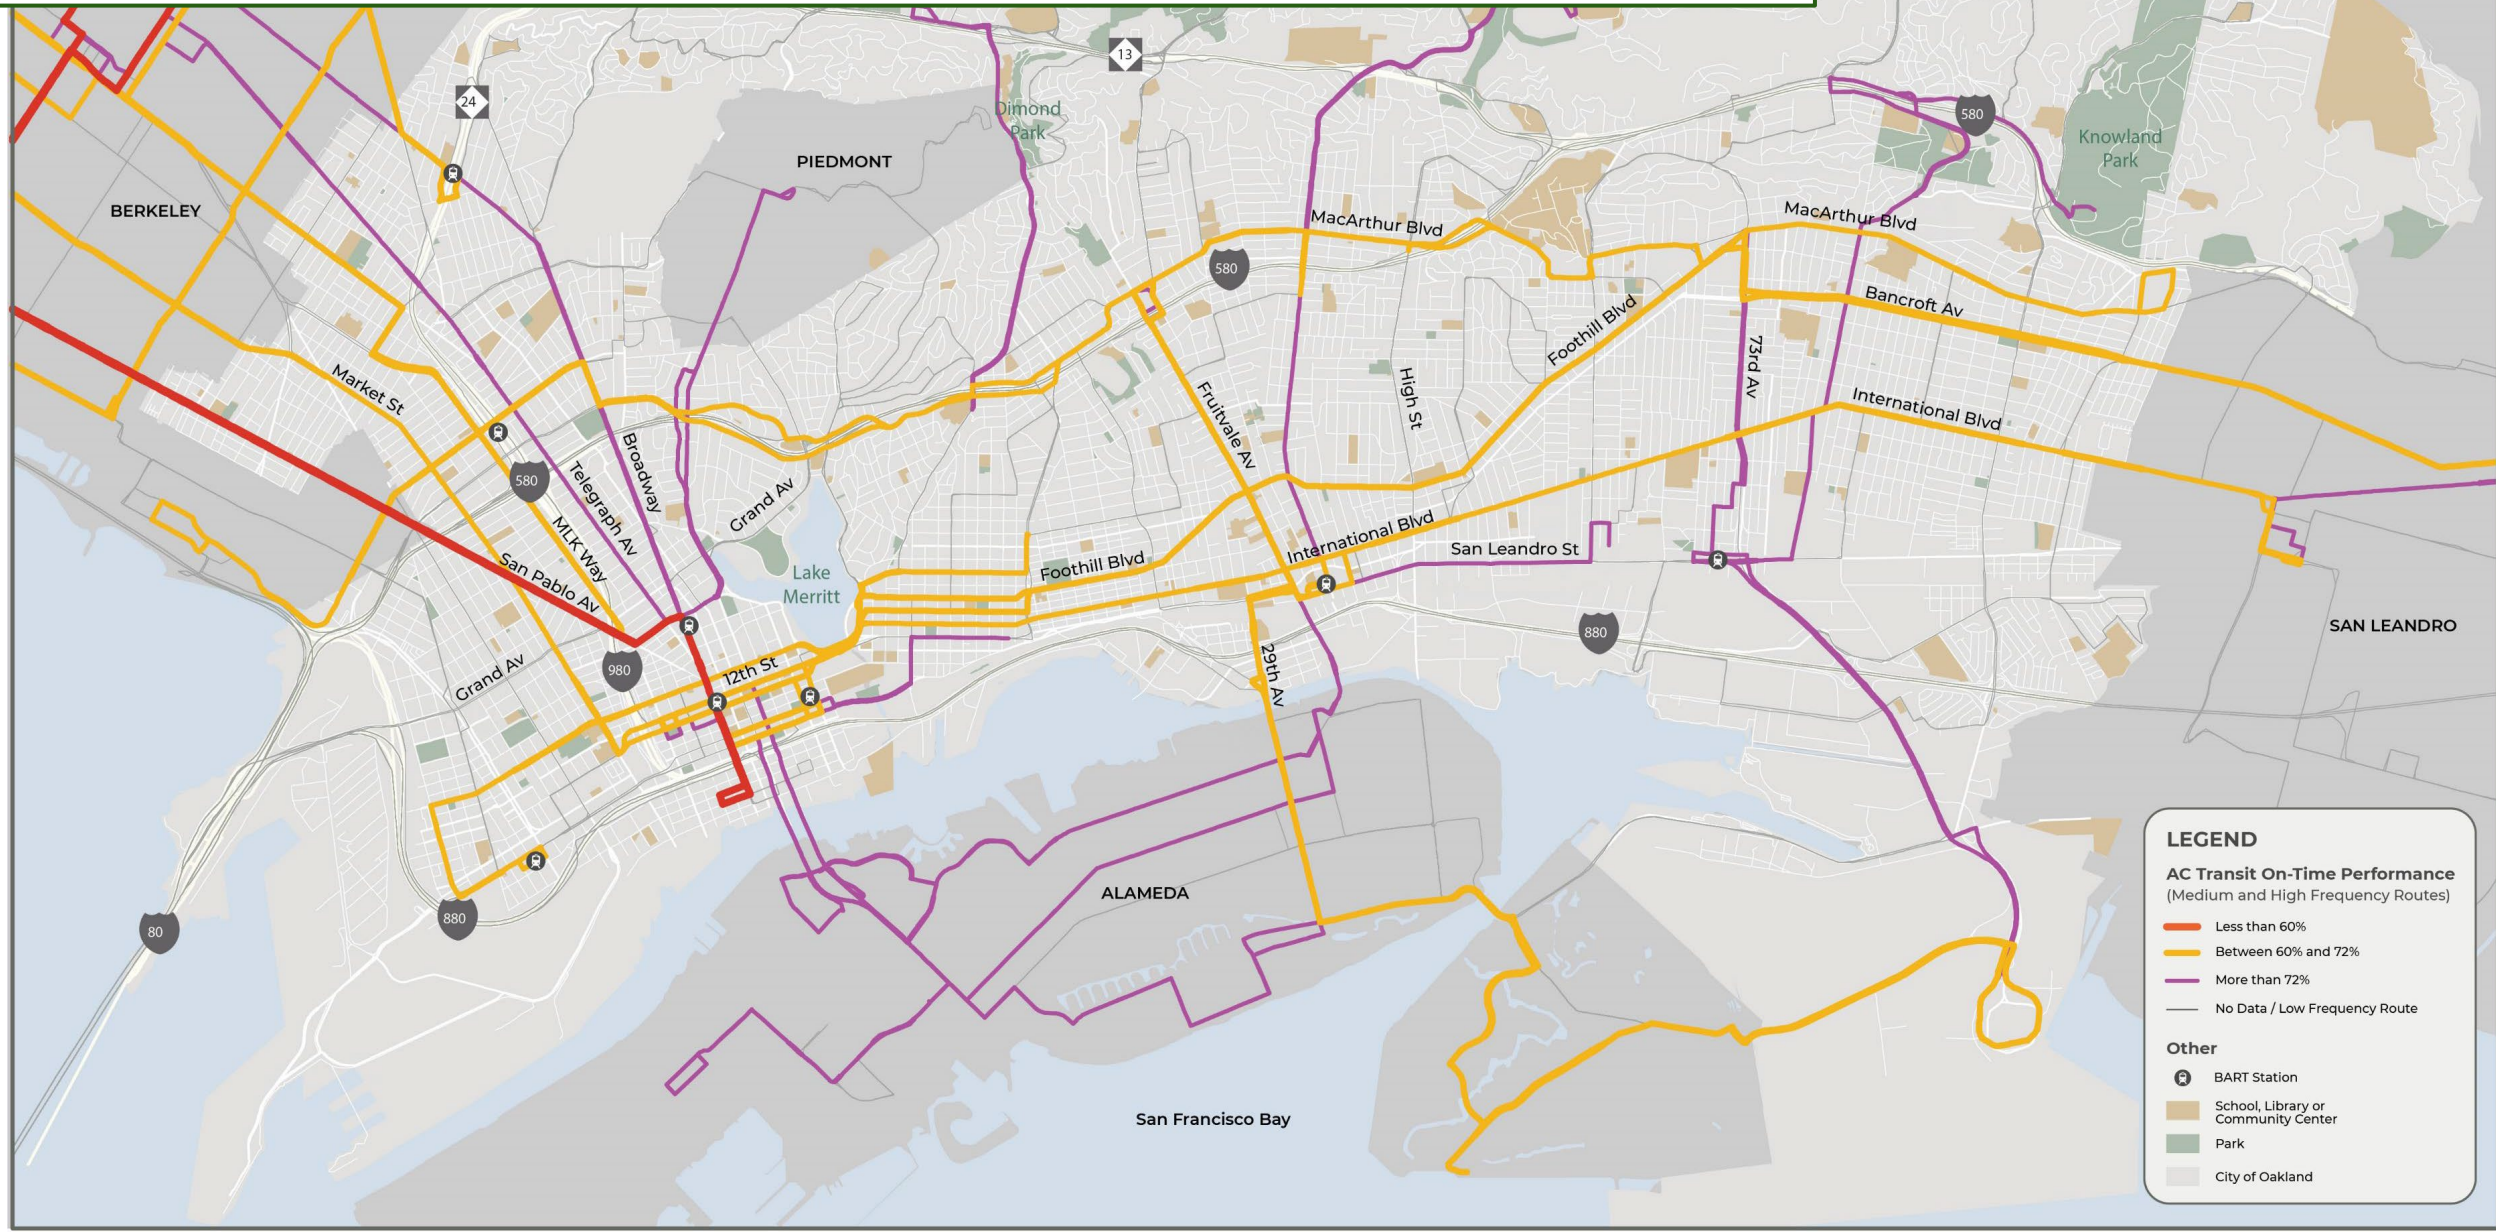 13
24
580
Dimond
Park
Knowland
Park
PIEDMONT
BERKELEY
MacArthur Blvd
MacArthur Blvd
580
Bancroft Av
Foothill Blvd
73rd Av
Market St
High St
Fruitvale Av
International Blvd
Broadway
Telegraph Av
580
Grand Av
MLK Way
San Pablo Av
Lake
Merritt
Foothill Blvd
International Blvd
San Leandro St
880
SAN LEANDRO
980
12th St
Grand Av
29th Av
ALAMEDA
880
80
San Francisco Bay
LEGEND
AC Transit On-Time Performance
(Medium and High Frequency Routes)
Less than 60%
Between 60% and 72%
More than 72%
No Data / Low Frequency Route
Other
BART Station
School, Library or
Community Center
Park
City of Oakland